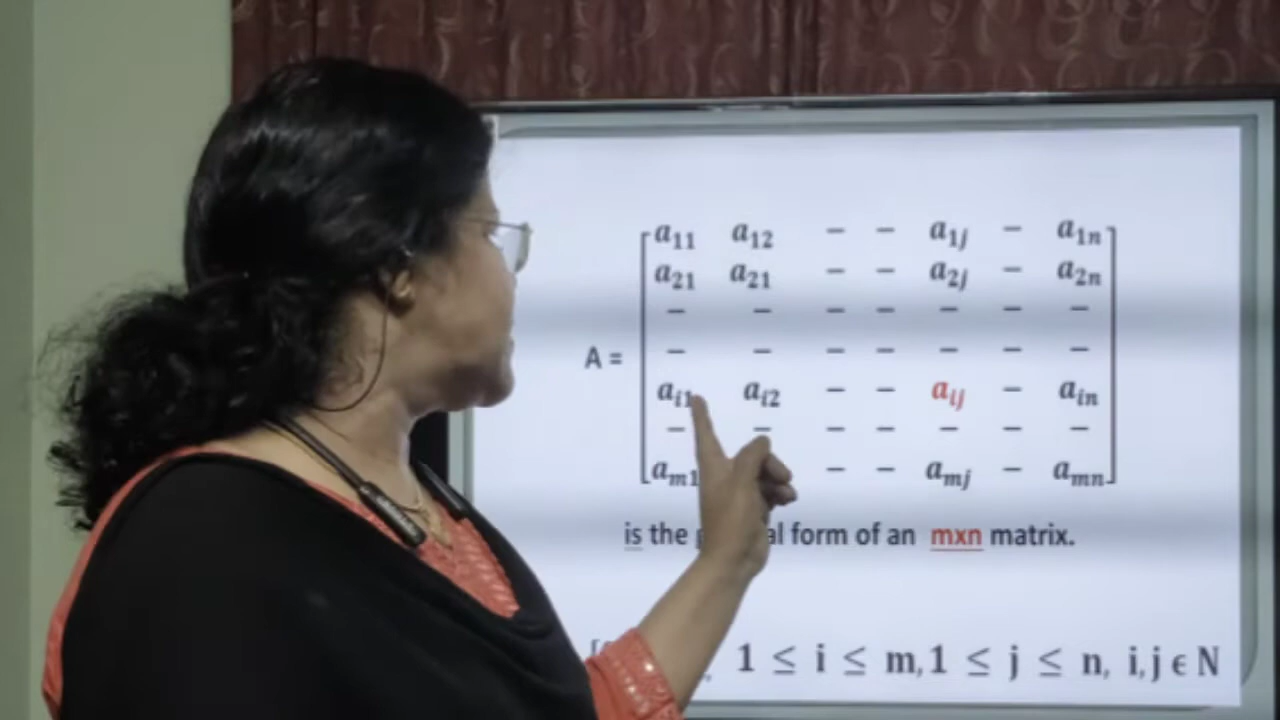 a11 a12 – – a1j – a1n
a21 a21 – – a2j – a2n
– – – – – – –
– – – – – – –
A = ai1 ai2 – – aij – ain
– – – – – – –
am1 – – amj – amn
is the form of an mxn matrix.
1 ≤ i ≤ m, 1 ≤ j ≤ n, i, j ϵ N